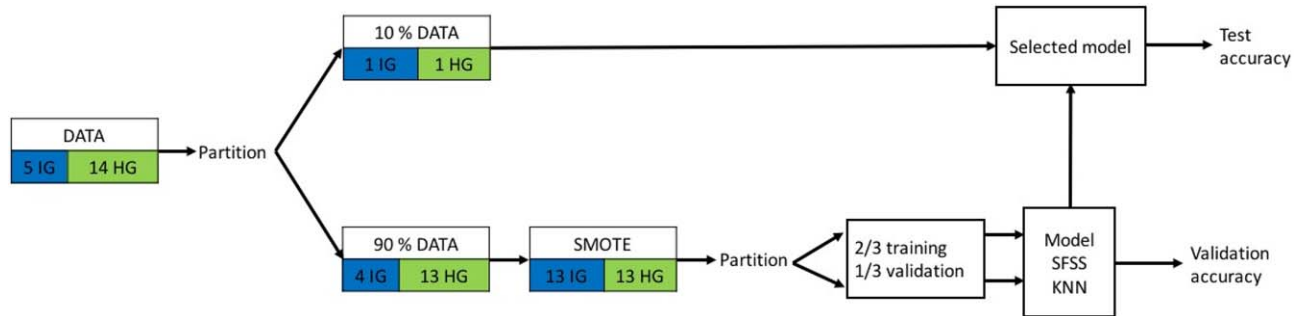 10 % DATA
1 IG 1 HG
Selected model
Test
accuracy
DATA
5 IG 14 HG
Partition
90 % DATA
4 IG 13 HG
SMOTE
13 IG 13 HG
Partition
2/3 training
1/3 validation
Model
SFSS
KNN
Validation
accuracy